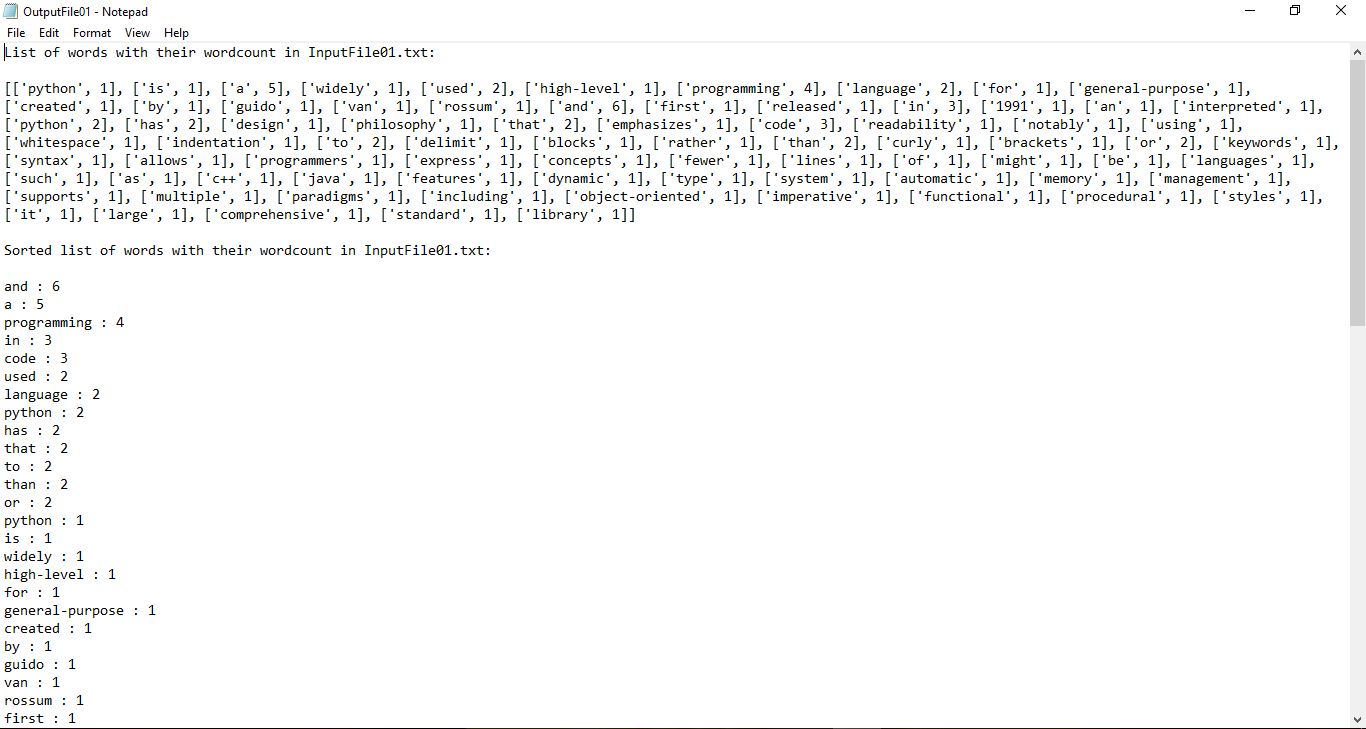 OutputFile01 - Notepad
File Edit Format View Help
List of words with their wordcount in InputFile01.txt:
[['python', 1], ['is', 1], ['a', 5], ['widely', 1], ['used', 2], ['high-level', 1], ['programming', 4], ['language', 2], ['for', 1], ['general-purpose', 1],
['created', 1], ['by', 1], ['guido', 1], ['van', 1], ['rossum', 1], ['and', 6], ['first', 1], ['released', 1], ['in', 3], ['1991', 1], ['an', 1], ['interpreted', 1],
['python', 2], ['has', 2], ['design', 1], ['philosophy', 1], ['that', 2], ['emphasizes', 1], ['code', 3], ['readability', 1], ['notably', 1], ['using', 1],
['whitespace', 1], ['indentation', 1], ['to', 2], ['delimit', 1], ['blocks', 1], ['rather', 1], ['than', 2], ['curly', 1], ['brackets', 1], ['or', 2], ['keywords', 1],
['syntax', 1], ['allows', 1], ['programmers', 1], ['express', 1], ['concepts', 1], ['fewer', 1], ['lines', 1], ['of', 1], ['might', 1], ['be', 1], ['languages', 1],
['such', 1], ['as', 1], ['c++', 1], ['java', 1], ['features', 1], ['dynamic', 1], ['type', 1], ['system', 1], ['automatic', 1], ['memory', 1], ['management', 1],
['supports', 1], ['multiple', 1], ['paradigms', 1], ['including', 1], ['object-oriented', 1], ['imperative', 1], ['functional', 1], ['procedural', 1], ['styles', 1],
['it', 1], ['large', 1], ['comprehensive', 1], ['standard', 1], ['library', 1]]
Sorted list of words with their wordcount in InputFile01.txt:
and : 6
a : 5
programming : 4
in : 3
code : 3
used : 2
language : 2
python : 2
has : 2
that : 2
to : 2
than : 2
or : 2
python : 1
is : 1
widely : 1
high-level : 1
for : 1
general-purpose : 1
created : 1
by : 1
guido : 1
van : 1
rossum : 1
first : 1